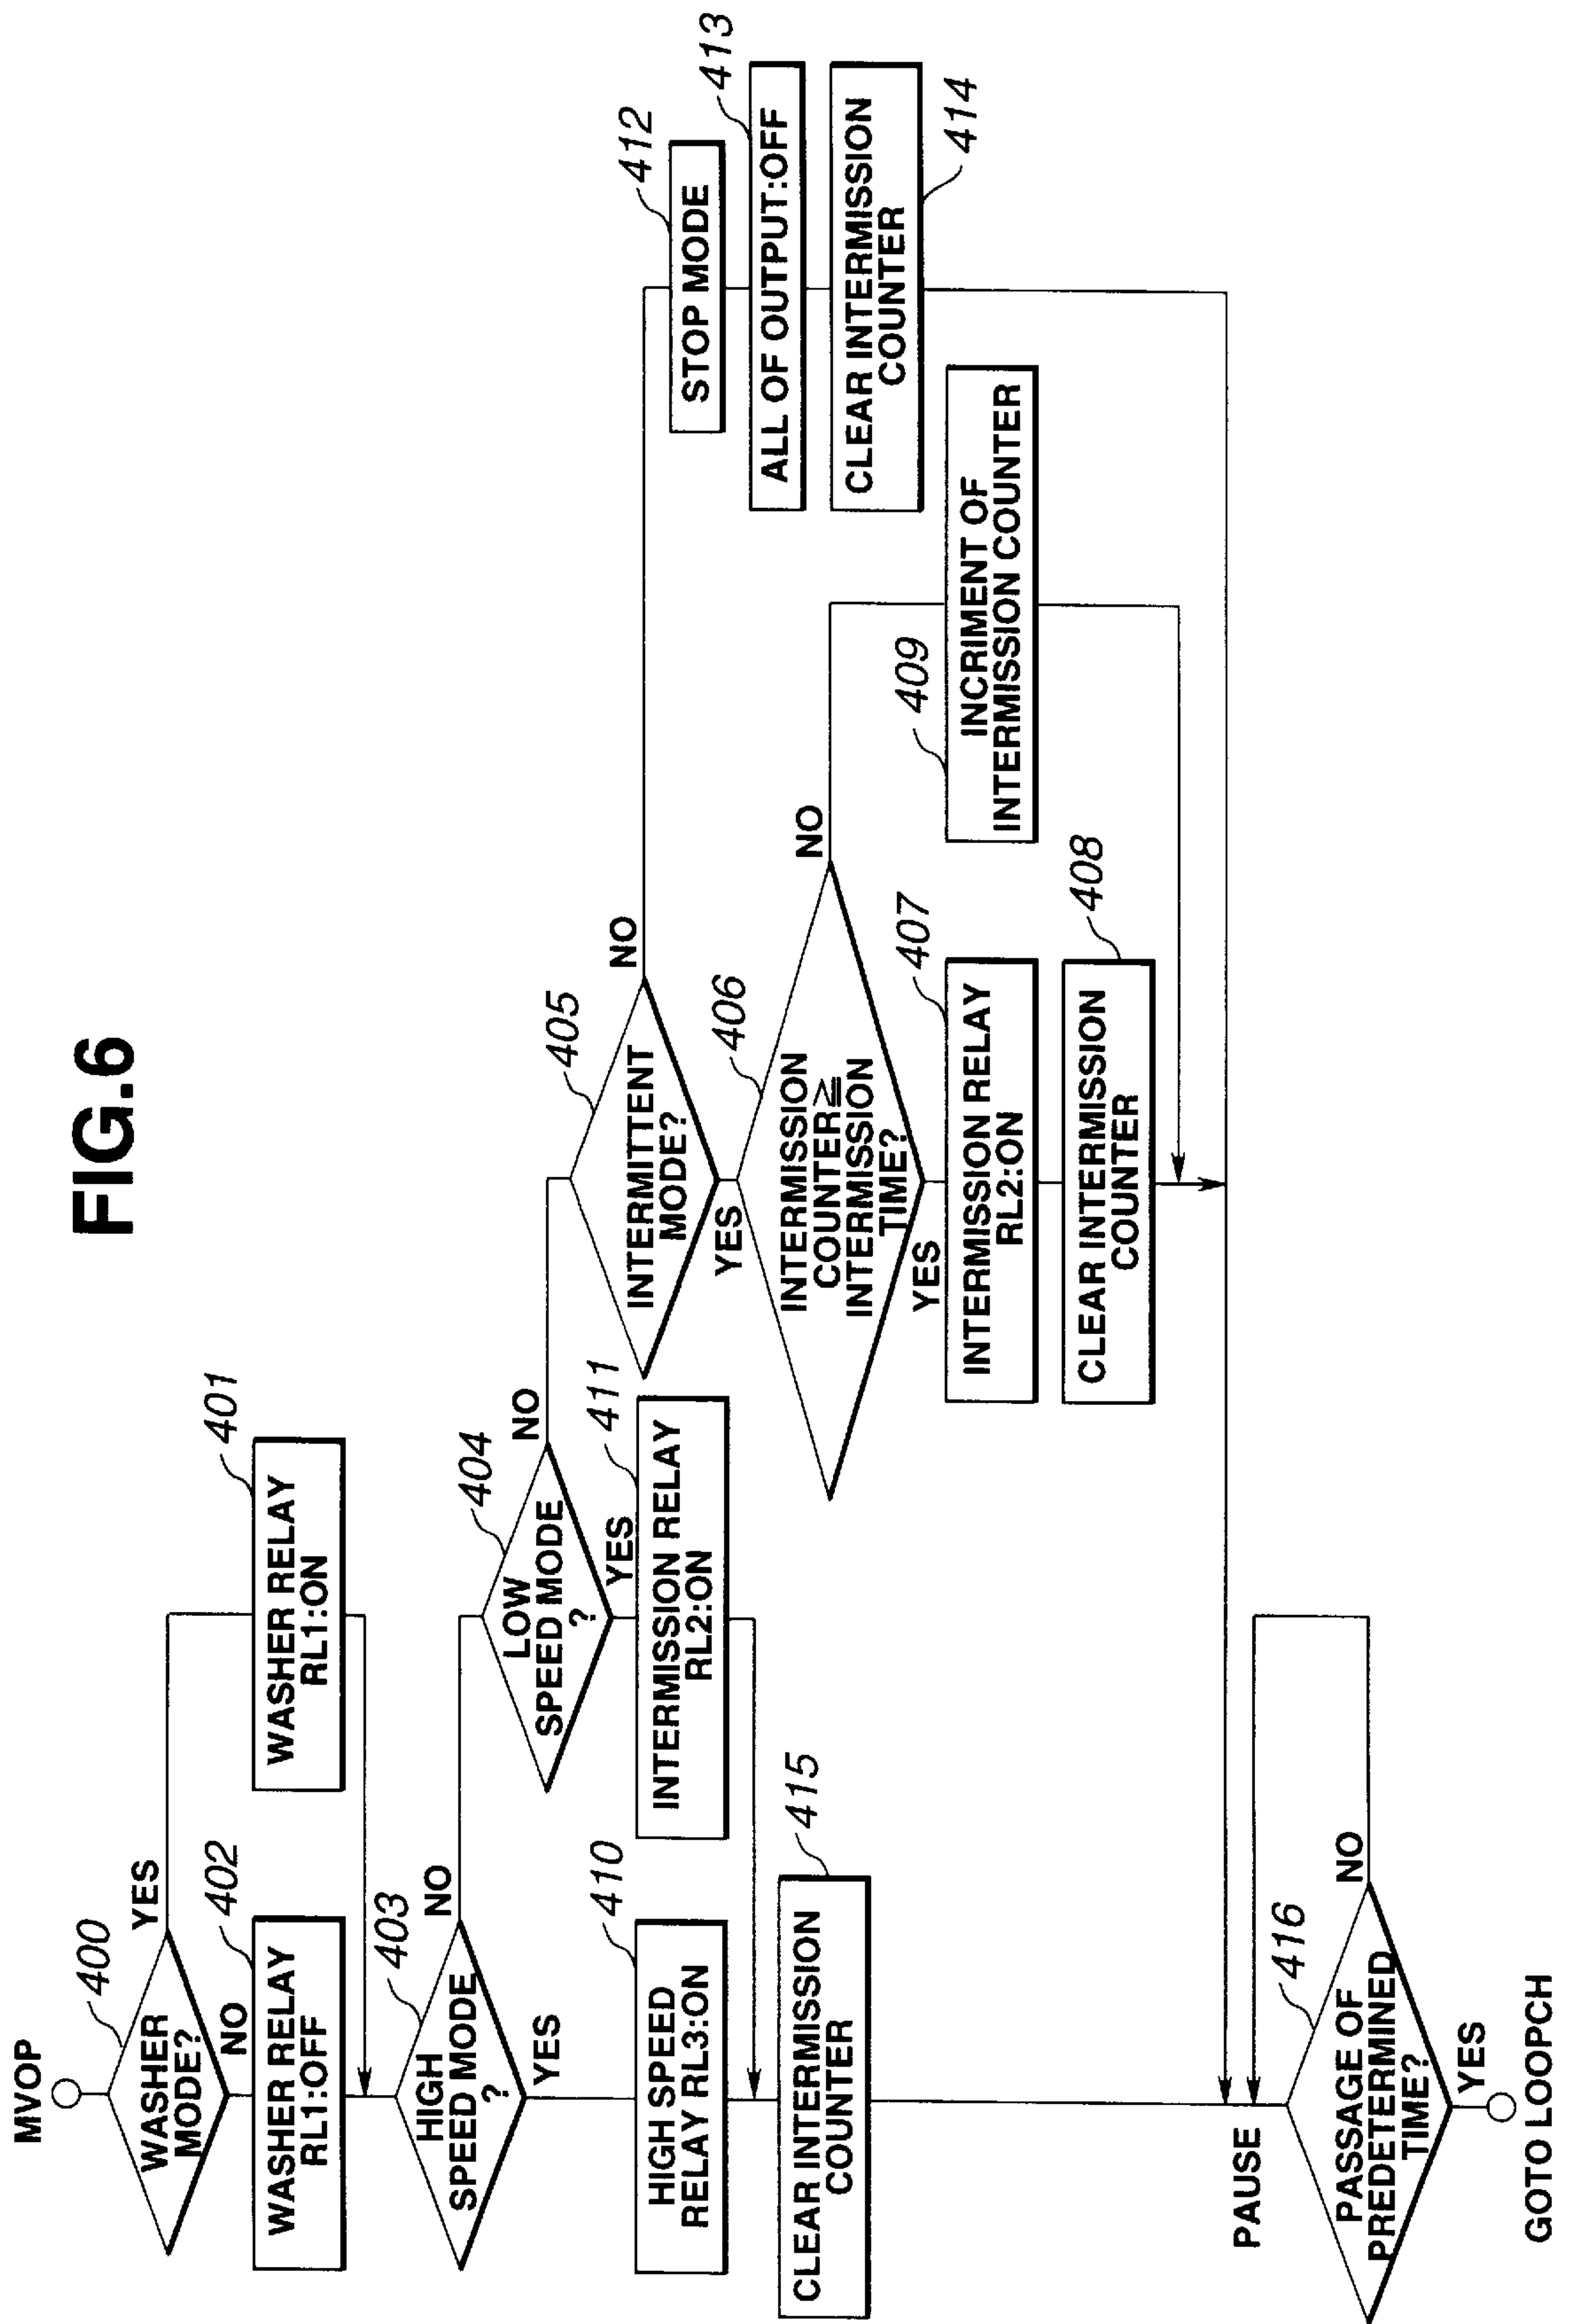 FIG.6
MVOP
400
WASHER
MODE?
YES
NO
401
WASHER RELAY
RL1:ON
402
WASHER RELAY
RL1:OFF
403
HIGH
SPEED MODE
?
NO
YES
404
LOW
SPEED MODE
?
NO
YES
405
INTERMITTENT
MODE?
NO
YES
406
INTERMISSION
COUNTER≧
INTERMISSION
TIME?
NO
YES
407
INTERMISSION RELAY
RL2:ON
408
CLEAR INTERMISSION
COUNTER
409
INCRIMENT OF
INTERMISSION COUNTER
410
HIGH SPEED
RELAY RL3:ON
411
INTERMISSION RELAY
RL2:ON
412
STOP MODE
413
ALL OF OUTPUT:OFF
414
CLEAR INTERMISSION
COUNTER
415
CLEAR INTERMISSION
COUNTER
PAUSE
416
PASSAGE OF
PREDETERMINED
TIME?
NO
YES
GOTO LOOPCH